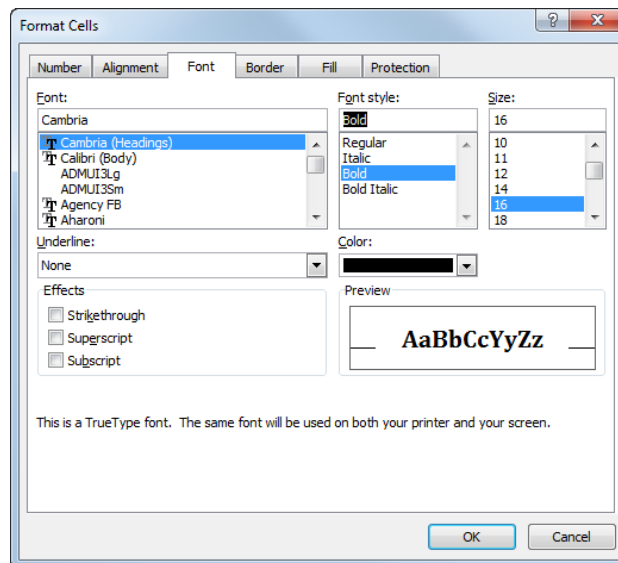 Format Cells
Number Alignment Font Border Fill Protection
Font: Font style: Size:
Cambria Bold 16
Cambria (Headings) Regular 10
Calibri (Body) Italic 11
ADMUI3Lg Bold 12
ADMUI3Sm Bold Italic 14
Agency FB 16
Aharoni 18
Underline: Color:
None
Effects Preview
Strikethrough
Superscript AaBbCcYyZz
Subscript
This is a TrueType font. The same font will be used on both your printer and your screen.
OK Cancel